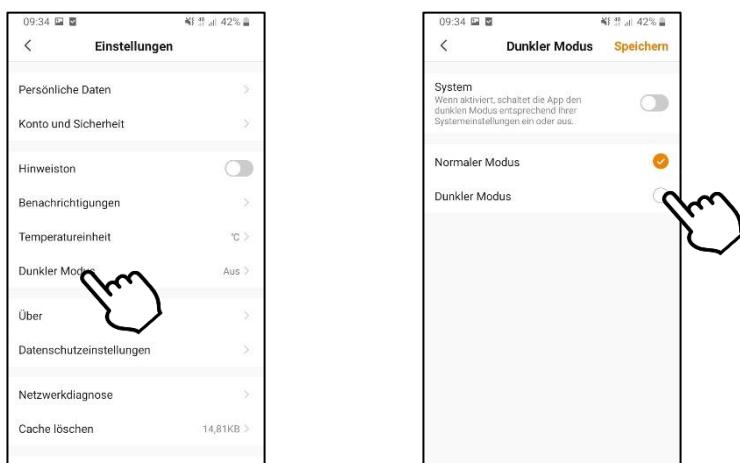 09:34 42%
Einstellungen
Persönliche Daten
Konto und Sicherheit
Hinweiston
Benachrichtigungen
Temperatureinheit °C
Dunkler Modus Aus
Über
Datenschutzeinstellungen
Netzwerkdiagnose
Cache löschen 14,81KB
09:34 42%
Dunkler Modus Speichern
System
Wenn aktiviert, schaltet die App den
dunklen Modus entsprechend Ihrer
Systemeinstellungen ein oder aus.
Normaler Modus
Dunkler Modus